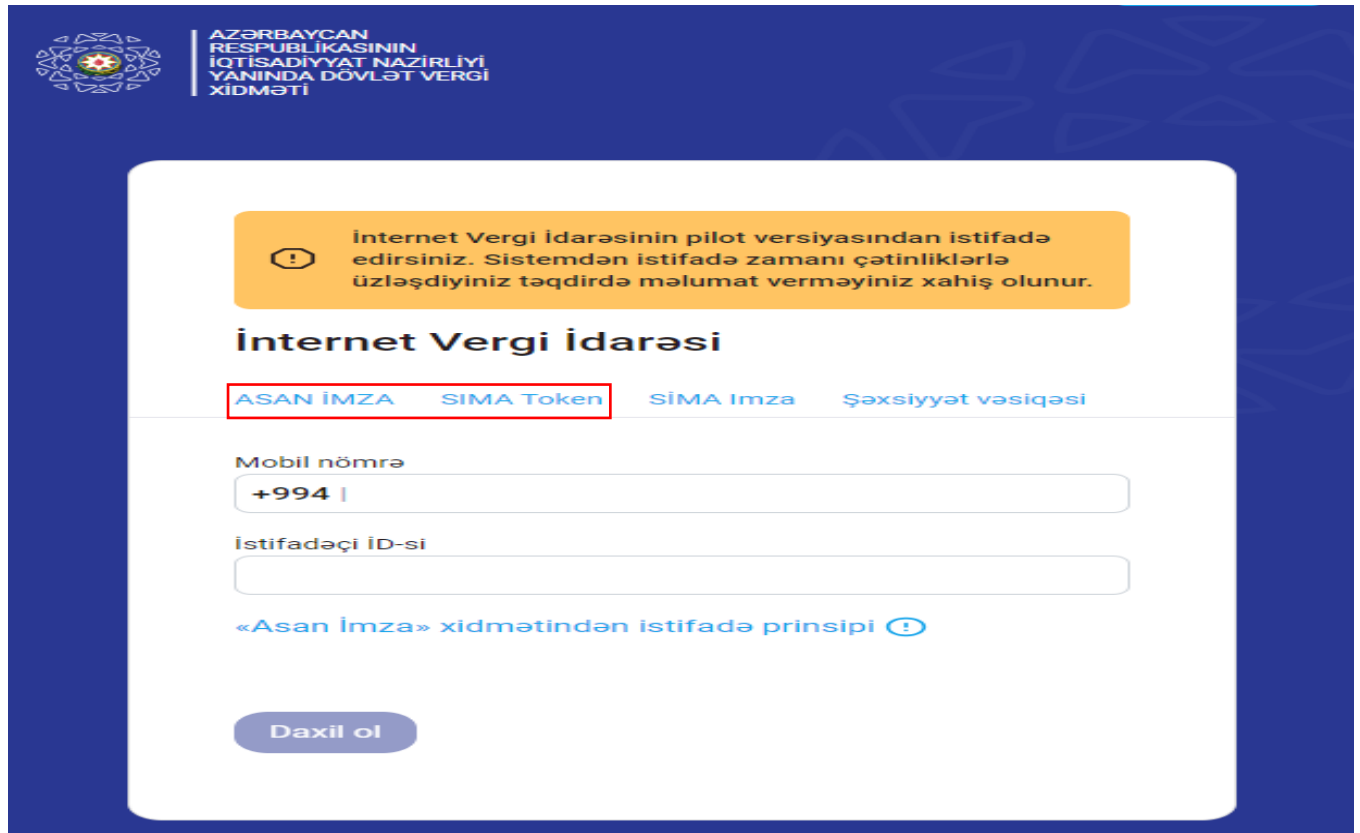 AZƏRBAYCAN
RESPUBLİKASININ
İQTİSADİYYAT NAZİRLİYİ
YANINDA DÖVLƏT VERGİ
XİDMƏTİ
İnternet Vergi İdarəsinin pilot versiyasından istifadə
edirsiniz. Sistemdən istifadə zamanı çətinliklərlə
üzləşdiyiniz təqdirdə məlumat verməyiniz xahiş olunur.
İnternet Vergi İdarəsi
ASAN İMZA SIMA Token SİMA Imza Şəxsiyyət vəsiqəsi
Mobil nömrə
+994
İstifadəçi İD-si
«Asan İmza» xidmətindən istifadə prinsipi
Daxil ol